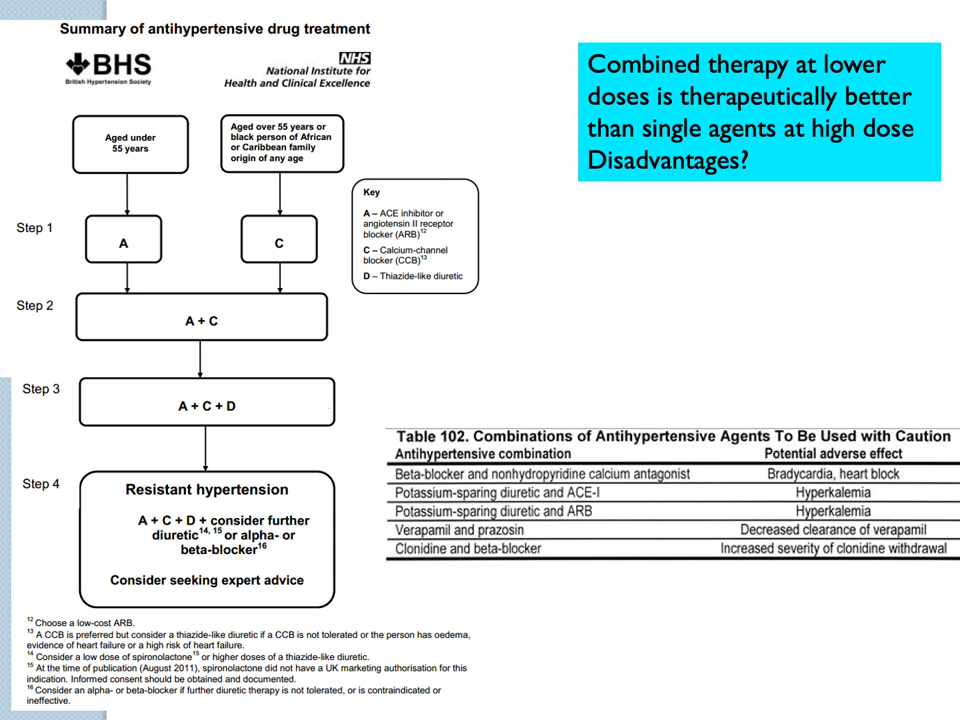 Summary of antihypertensive drug treatment
BHS
British Hypertension Society
NHS
National Institute for
Health and Clinical Excellence
Combined therapy at lower
doses is therapeutically better
than single agents at high dose
Disadvantages?
Aged under
55 years
Aged over 55 years or
black person of African
or Caribbean family
origin of any age
Key
A – ACE inhibitor or
angiotensin II receptor
blocker (ARB)12
C – Calcium-channel
blocker (CCB)13
D – Thiazide-like diuretic
Step 1
A
C
Step 2
A + C
Step 3
A + C + D
Step 4
Resistant hypertension
A + C + D + consider further
diuretic14, 15 or alpha- or
beta-blocker16
Consider seeking expert advice
Table 102. Combinations of Antihypertensive Agents To Be Used with Caution
Antihypertensive combination Potential adverse effect
Beta-blocker and nonhydropyridine calcium antagonist Bradycardia, heart block
Potassium-sparing diuretic and ACE-I Hyperkalemia
Potassium-sparing diuretic and ARB Hyperkalemia
Verapamil and prazosin Decreased clearance of verapamil
Clonidine and beta-blocker Increased severity of clonidine withdrawal
12 Choose a low-cost ARB.
13 A CCB is preferred but consider a thiazide-like diuretic if a CCB is not tolerated or the person has oedema,
evidence of heart failure or a high risk of heart failure.
14 Consider a low dose of spironolactone15 or higher doses of a thiazide-like diuretic.
15 At the time of publication (August 2011), spironolactone did not have a UK marketing authorisation for this
indication. Informed consent should be obtained and documented.
16 Consider an alpha- or beta-blocker if further diuretic therapy is not tolerated, or is contraindicated or
ineffective.